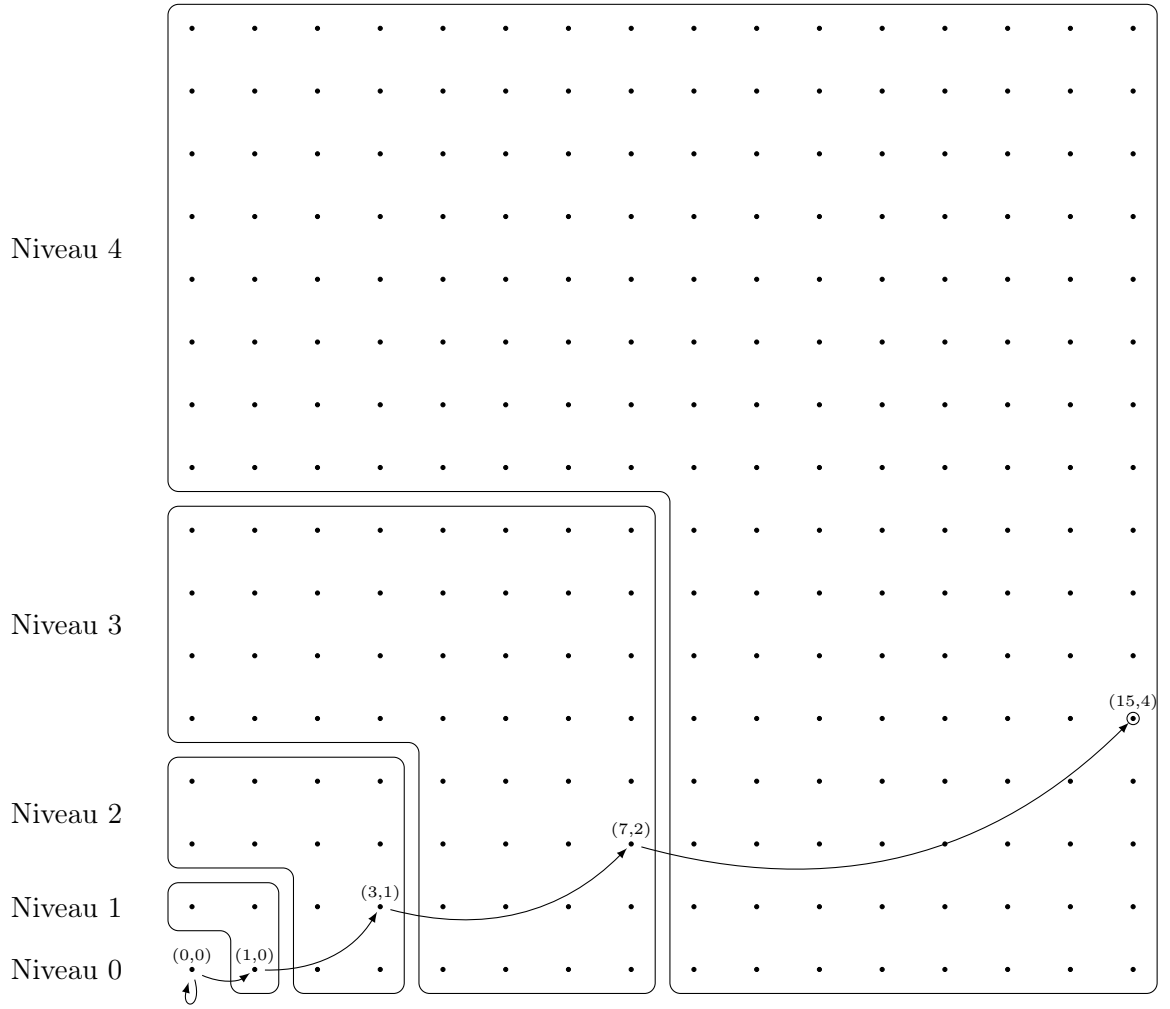 Niveau 4
Niveau 3
(15,4)
Niveau 2
(7,2)
(3,1)
Niveau 1
(0,0)
(1,0)
Niveau 0